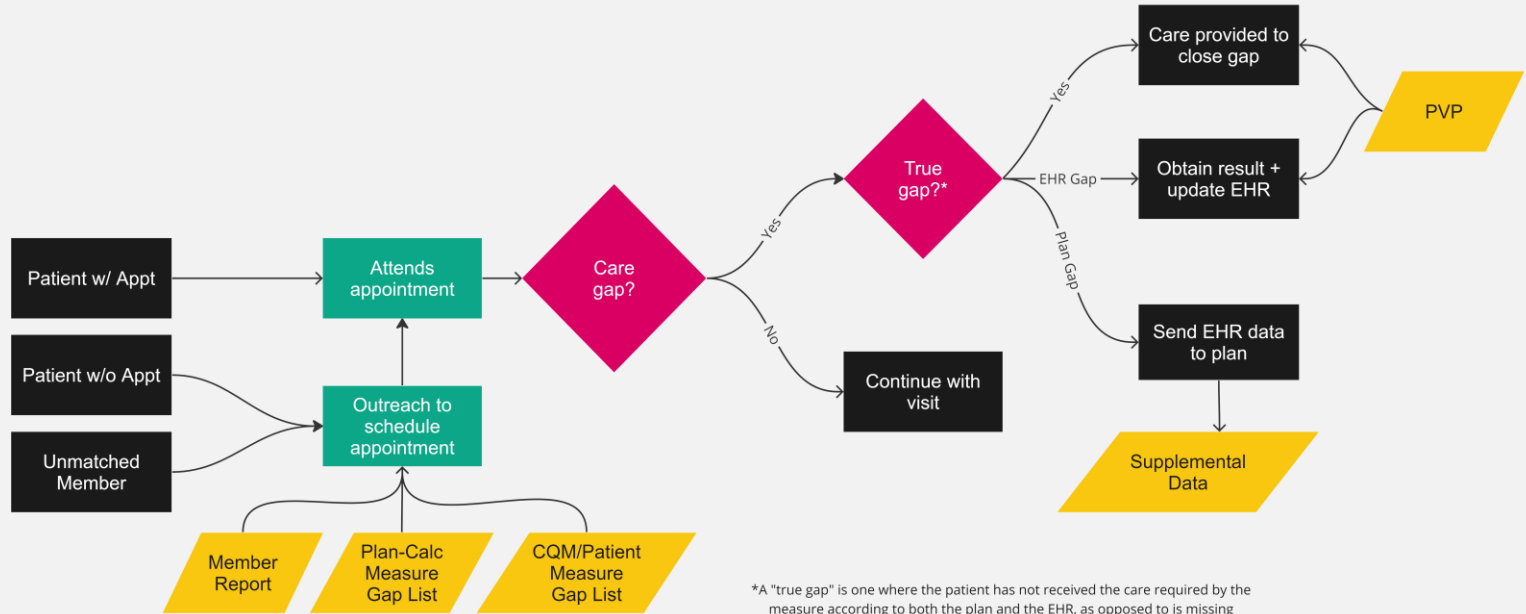 Patient w/ Appt
Patient w/o Appt
Unmatched
Member
Attends
appointment
Outreach to
schedule
appointment
Member
Report
Plan-Calc
Measure
Gap List
CQM/Patient
Measure
Gap List
Care
gap?
Yes
No
Continue with
visit
True
gap?*
Yes
EHR Gap
Plan Gap
Care provided to
close gap
Obtain result +
update EHR
PVP
Send EHR data
to plan
Supplemental
Data
*A "true gap" is one where the patient has not received the care required by the
measure according to both the plan and the EHR, as opposed to is missing